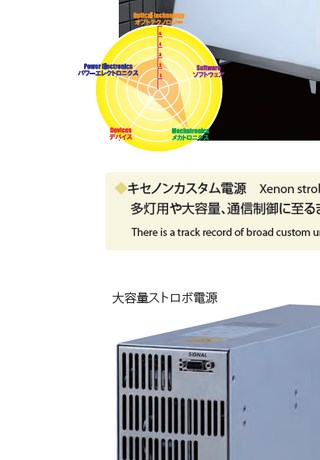 Optical technology
オプトテクノロジー
Power Electronics
パワーエレクトロニクス
Software
ソフトウェア
Devices
デバイス
Mechatronics
メカトロニクス
◆キセノンカスタム電源 Xenon strol
多灯用や大容量、通信制御に至るま
There is a track record of broad custom u
大容量ストロボ電源
SIGNAL